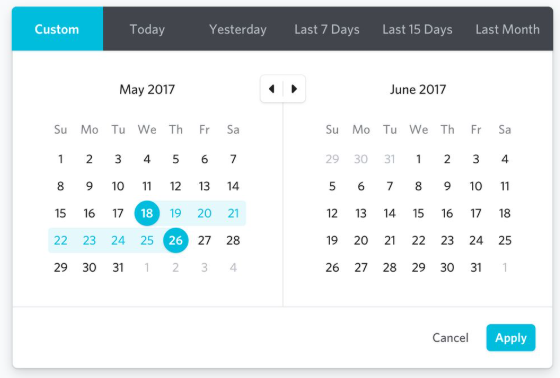 Custom Today Yesterday Last 7 Days Last 15 Days Last Month
May 2017
Su Mo Tu We Th Fr Sa
1 2 3 4 5 6 7
8 9 10 11 12 13 14
15 16 17 18 19 20 21
22 23 24 25 26 27 28
29 30 31 1 2 3 4
June 2017
Su Mo Tu We Th Fr Sa
29 30 31 1 2 3 4
5 6 7 8 9 10 11
12 13 14 15 16 17 18
19 20 21 22 23 24 25
26 27 28 29 30 31 1
Cancel Apply